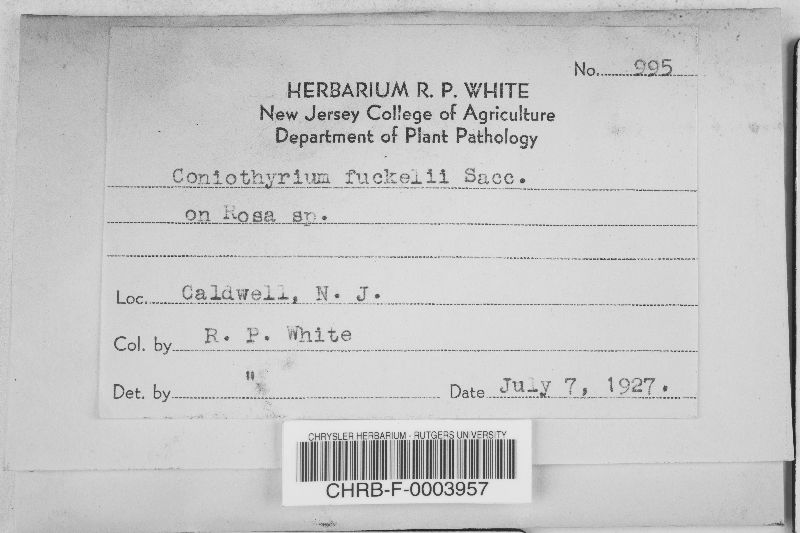 No. 995
HERBARIUM R. P. WHITE
New Jersey College of Agriculture
Department of Plant Pathology
Coniothyrium fuckelii Sacc.
on Rosa sp.
Loc. Caldwell, N. J.
Col. by R. P. White
Det. by " Date July 7, 1927.
CHRYSLER HERBARIUM - RUTGERS UNIVERSITY
CHRB-F-0003957